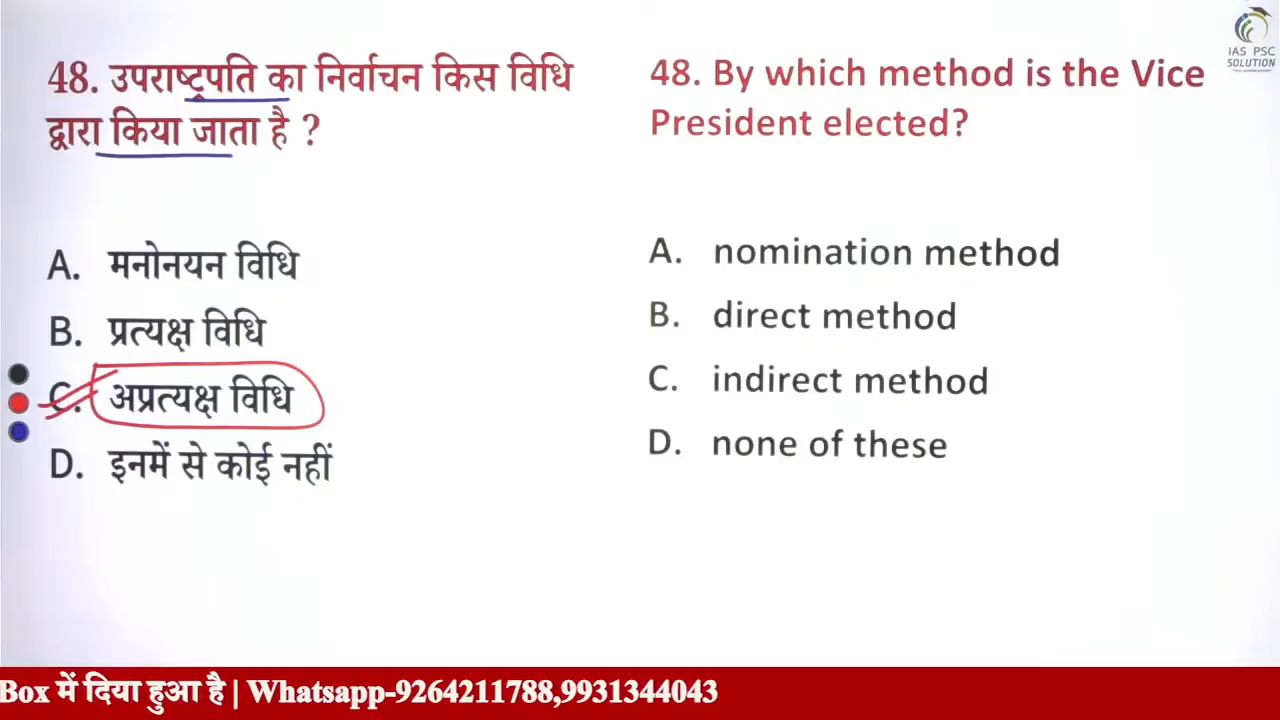 48. उपराष्ट्रपति का निर्वाचन किस विधि
द्वारा किया जाता है ?
A. मनोनयन विधि
B. प्रत्यक्ष विधि
C. अप्रत्यक्ष विधि
D. इनमें से कोई नहीं
48. By which method is the Vice
President elected?
A. nomination method
B. direct method
C. indirect method
D. none of these
IAS PSC
SOLUTION
Box में दिया हुआ है | Whatsapp-9264211788,9931344043